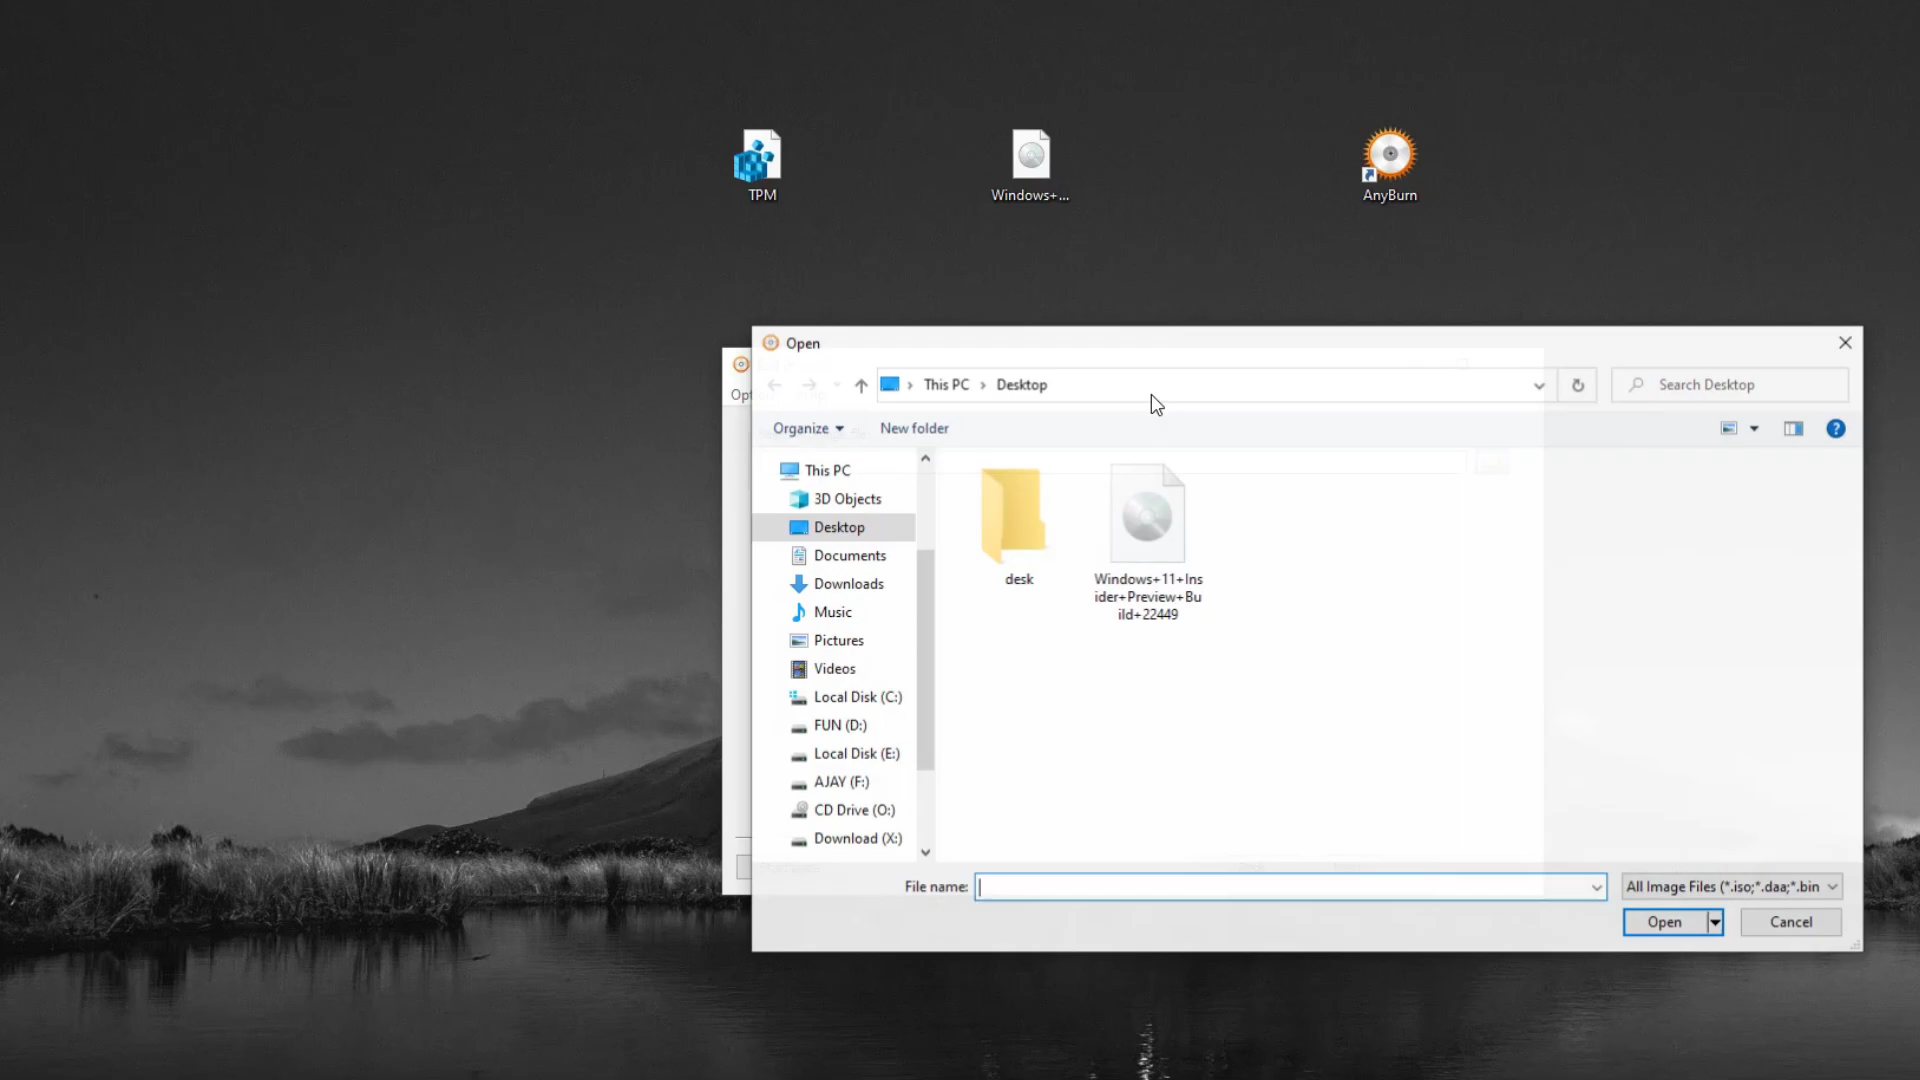 TPM
Windows+...
AnyBurn
Open
Opt
This PC
Desktop
Search Desktop
Organize
New folder
This PC
3D Objects
Desktop
Documents
Downloads
Music
Pictures
Videos
Local Disk (C:)
FUN (D:)
Local Disk (E:)
AJAY (F:)
CD Drive (O:)
Download (X:)
desk
Windows+11+Ins
ider+Preview+Bu
ild+22449
File name:
All Image Files (*.iso;*.daa;*.bin
Open
Cancel